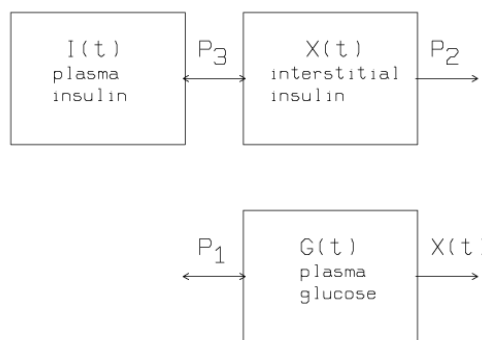 I(t)
plasma
insulin
P3
X(t)
interstitial
insulin
P2
P1
G(t)
plasma
glucose
X(t)